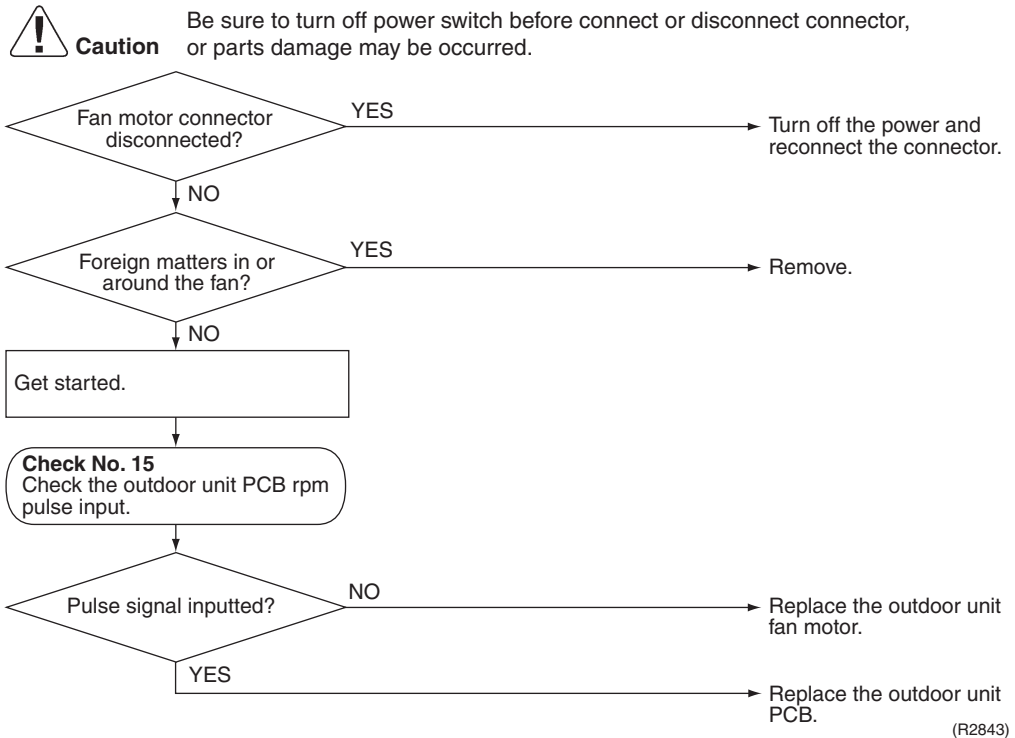 Be sure to turn off power switch before connect or disconnect connector,
Caution or parts damage may be occurred.
Fan motor connector
disconnected?
YES
Turn off the power and
reconnect the connector.
NO
Foreign matters in or
around the fan?
YES
Remove.
NO
Get started.
Check No. 15
Check the outdoor unit PCB rpm
pulse input.
Pulse signal inputted?
NO
Replace the outdoor unit
fan motor.
YES
Replace the outdoor unit
PCB.
(R2843)